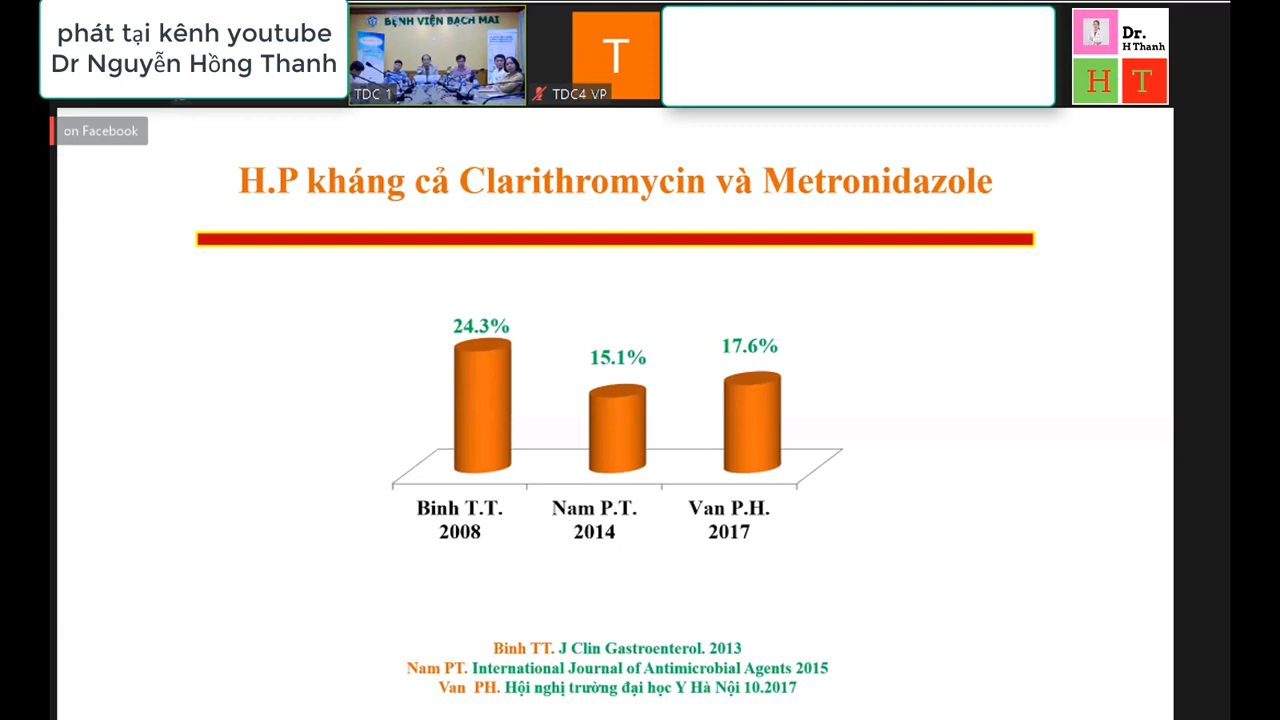 phát tại kênh youtube
Dr Nguyễn Hồng Thanh
BỆNH VIỆN BẠCH MAI
TDC 1
T
TDC4 VP
Dr.
H Thanh
H T
on Facebook
H.P kháng cả Clarithromycin và Metronidazole
24.3%
15.1%
17.6%
Binh T.T. Nam P.T. Van P.H.
2008 2014 2017
Binh TT. J Clin Gastroenterol. 2013
Nam PT. International Journal of Antimicrobial Agents 2015
Van PH. Hội nghị trường đại học Y Hà Nội 10.2017